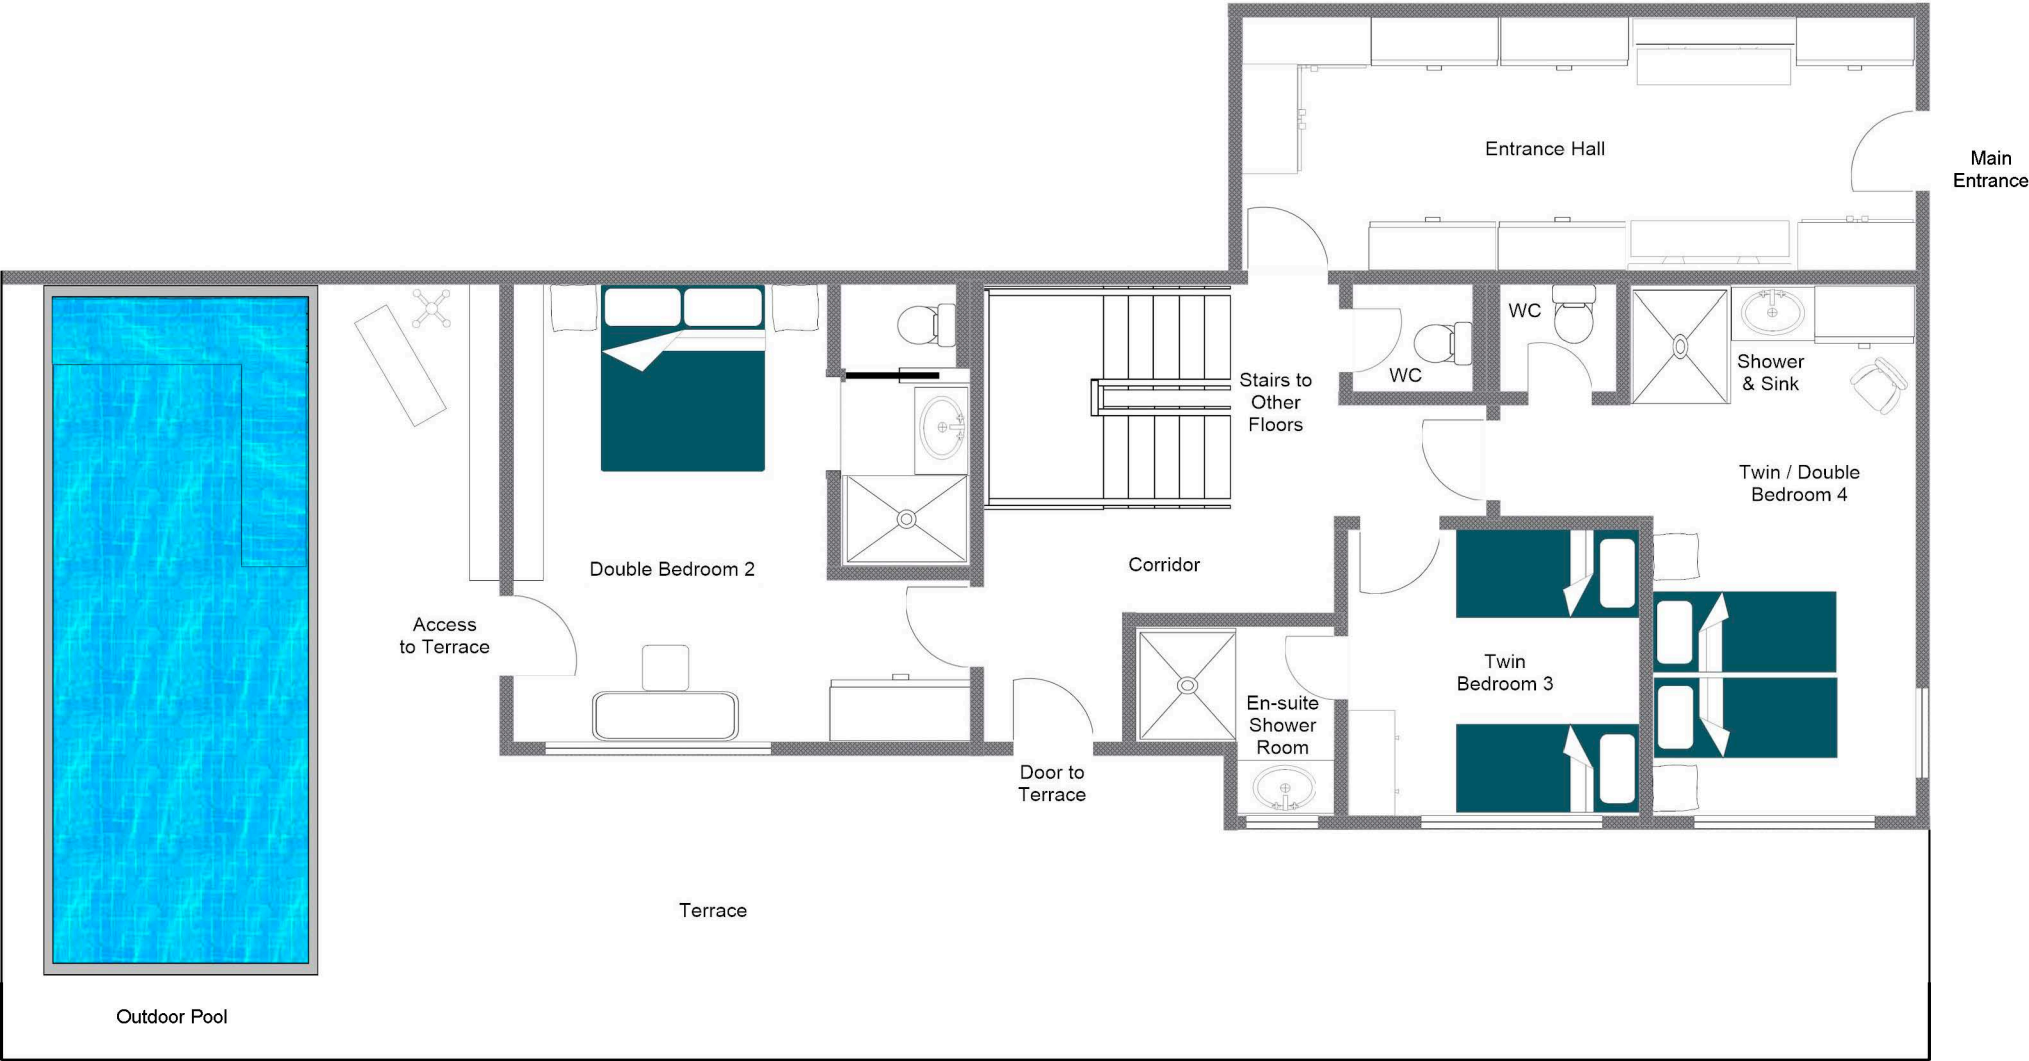 Entrance Hall
Main
Entrance
WC
WC
Shower
& Sink
Stairs to
Other
Floors
Twin / Double
Bedroom 4
Double Bedroom 2
Corridor
Access
to Terrace
Twin
Bedroom 3
En-suite
Shower
Room
Door to
Terrace
Terrace
Outdoor Pool